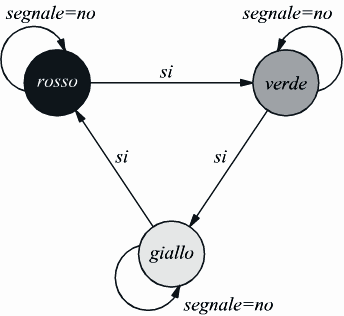 segnale=no
segnale=no
rosso
si
verde
si
si
giallo
segnale=no